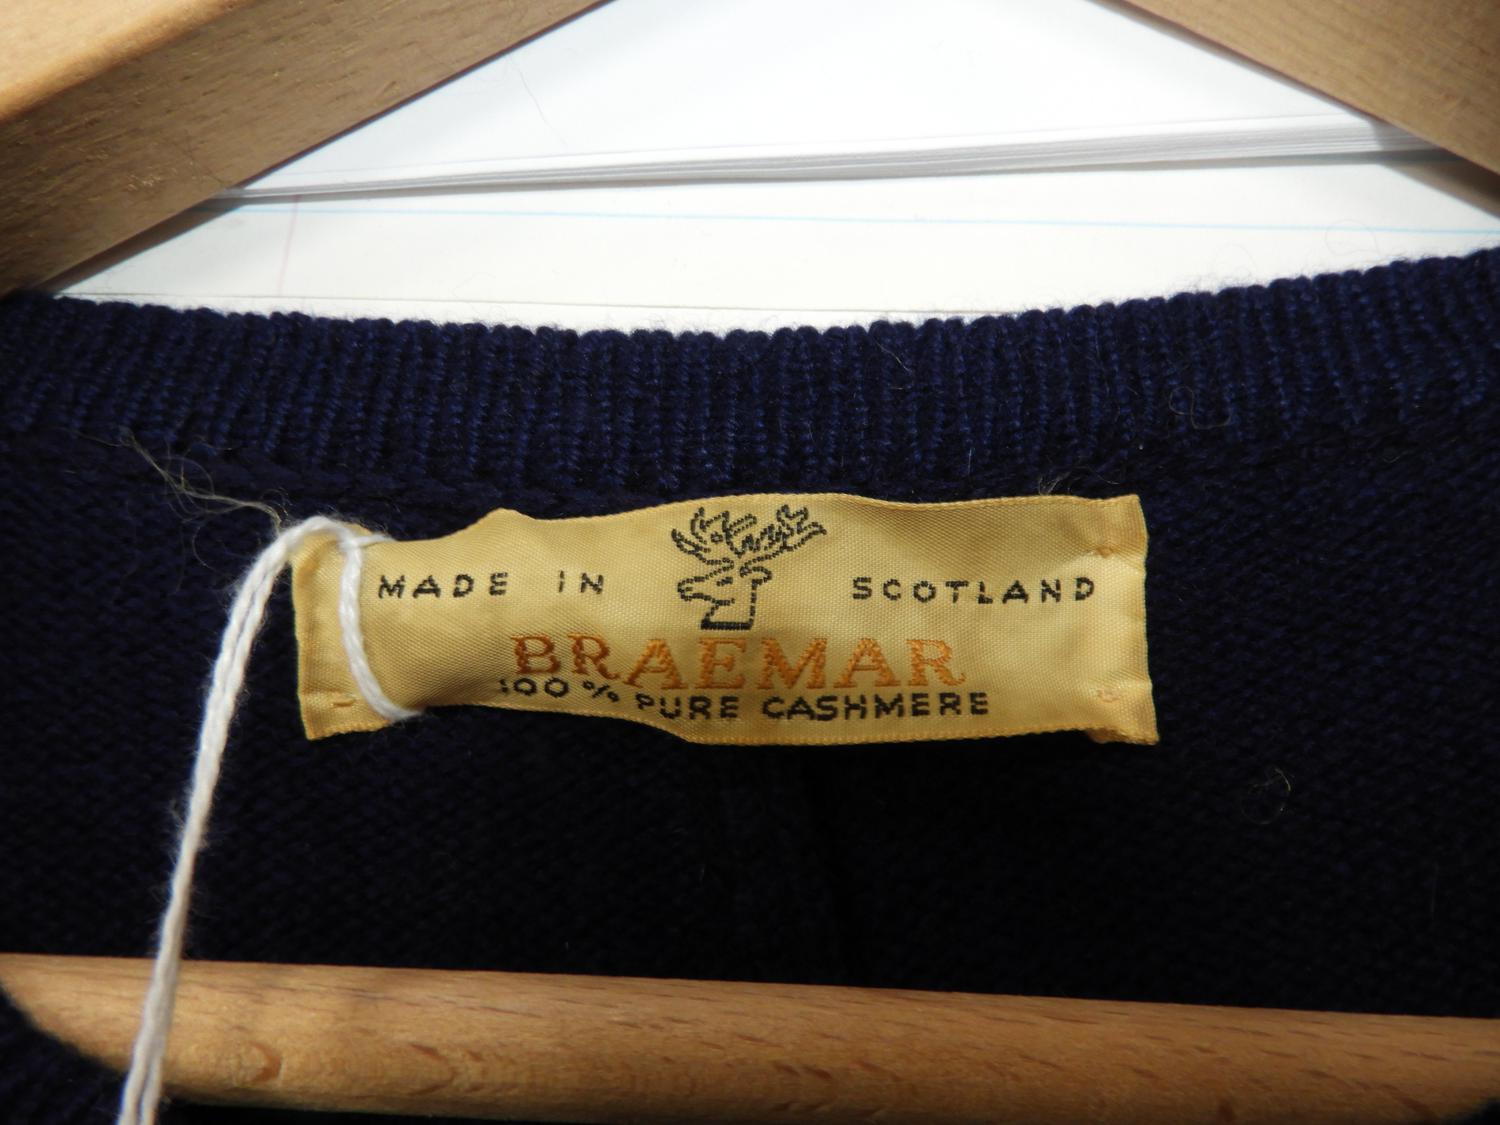 MADE IN SCOTLAND
BRAEMAR
100% PURE CASHMERE